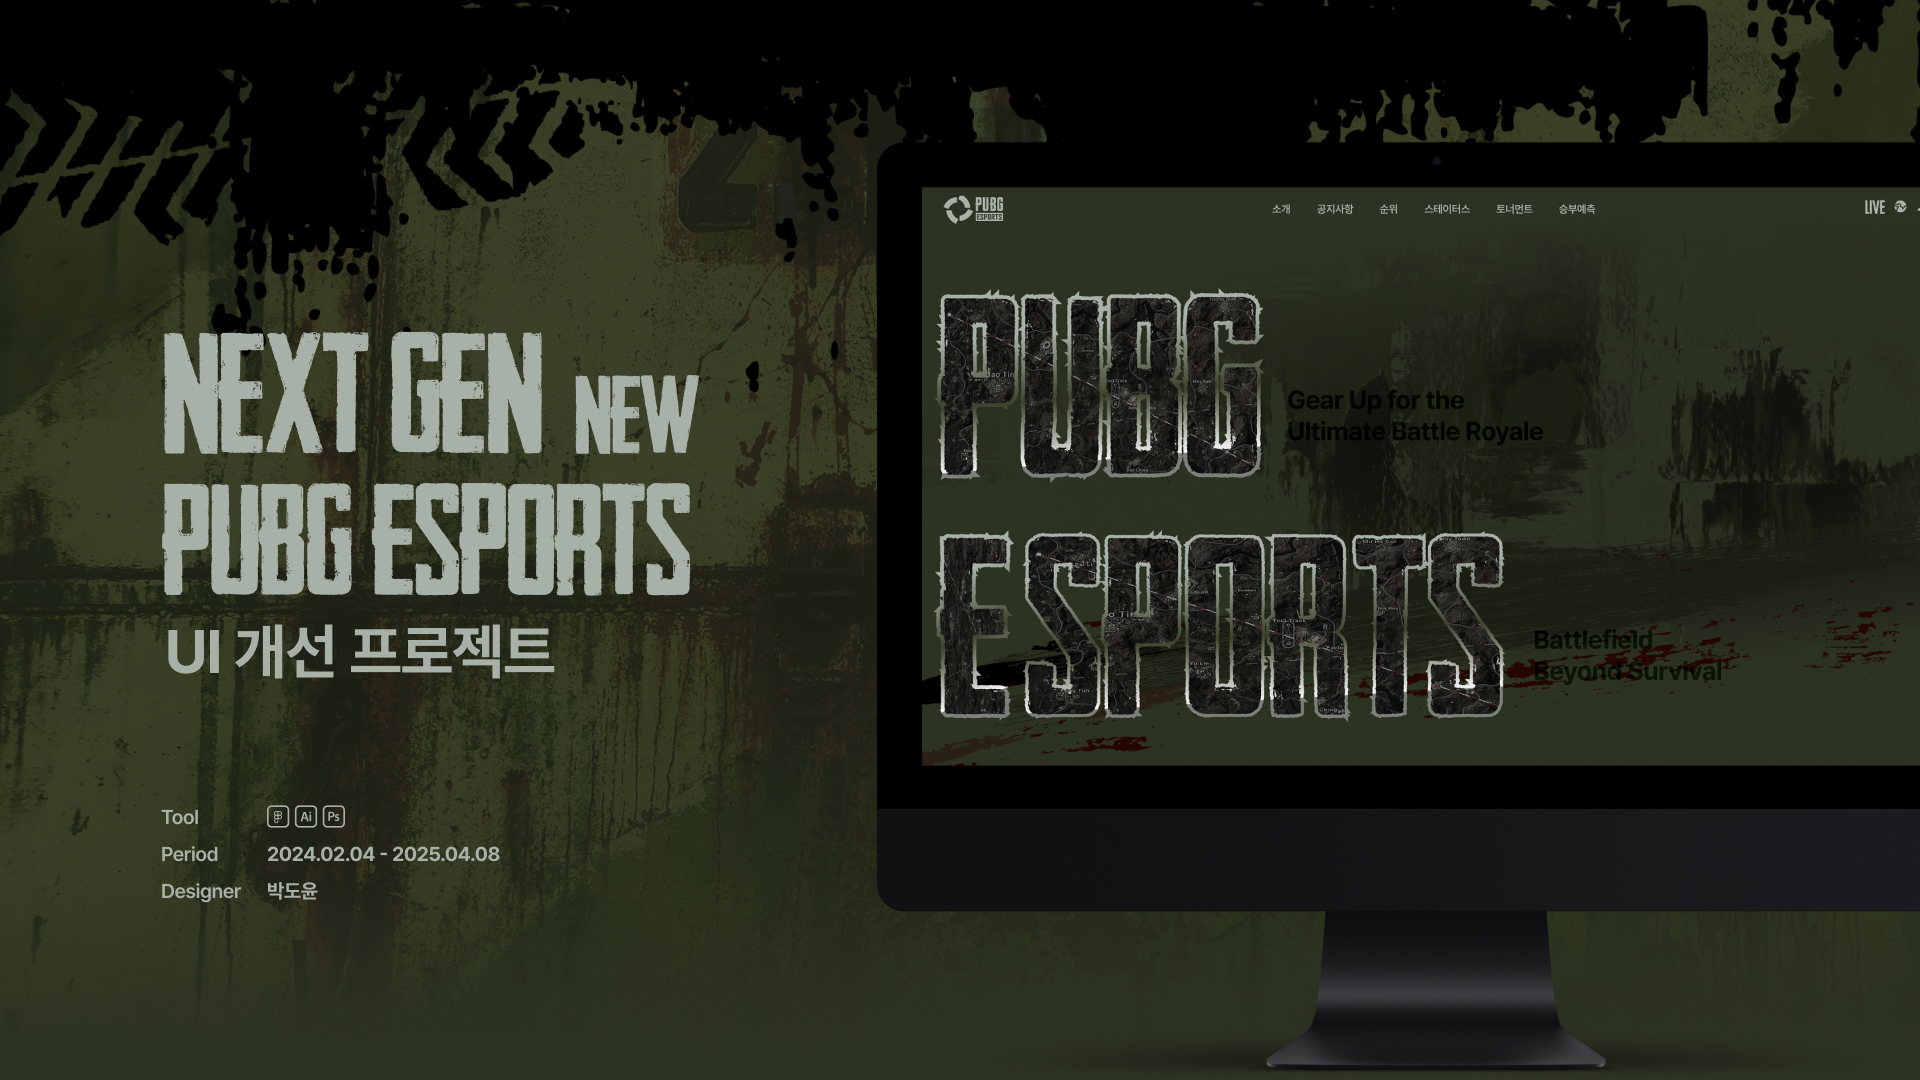 NEXT GEN NEW
PUBG ESPORTS
UI 개선 프로젝트
Tool Ai Ps
Period 2024.02.04 - 2025.04.08
Designer 박도윤
PUBG
ESPORTS
소개 공지사항 순위 스테이터스 토너먼트 승부예측
LIVE
PUBG
Gear Up for the
Ultimate Battle Royale
ESPORTS
Battlefield
Beyond Survival